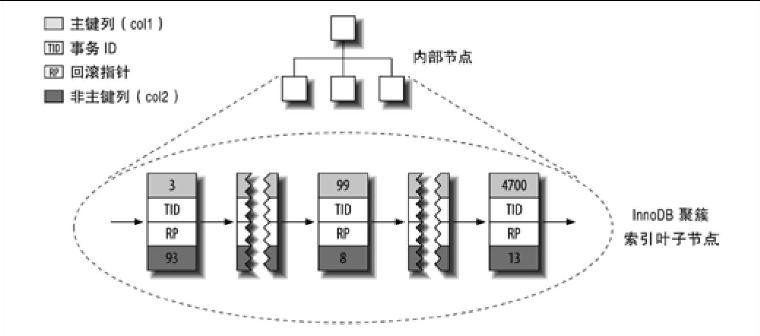 主键列（col1）
TID 事务 ID
RP 回滚指针
非主键列（col2）
内部节点
3
TID
RP
93
99
TID
RP
8
4700
TID
RP
13
InnoDB 聚簇
索引叶子节点